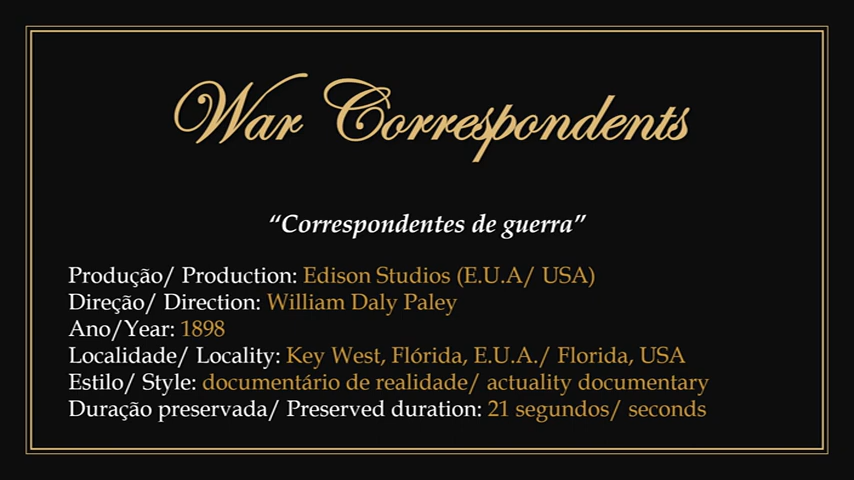 War Correspondents
“Correspondentes de guerra”
Produção/ Production: Edison Studios (E.U.A/ USA)
Direção/ Direction: William Daly Paley
Ano/Year: 1898
Localidade/ Locality: Key West, Flórida, E.U.A./ Florida, USA
Estilo/ Style: documentário de realidade/ actuality documentary
Duração preservada/ Preserved duration: 21 segundos/ seconds